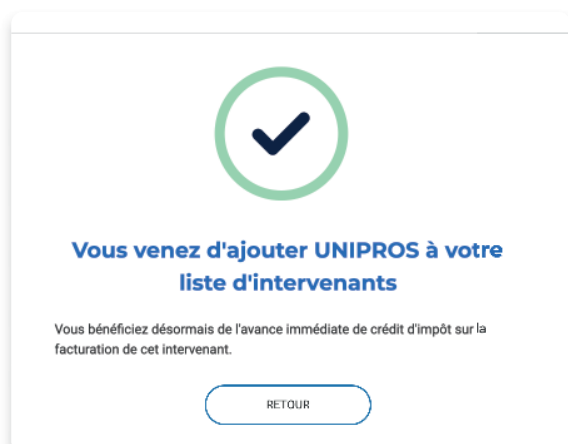 Vous venez d'ajouter UNIPROS à votre
liste d'intervenants
Vous bénéficiez désormais de l'avance immédiate de crédit d'impôt sur la
facturation de cet intervenant.
RETOUR